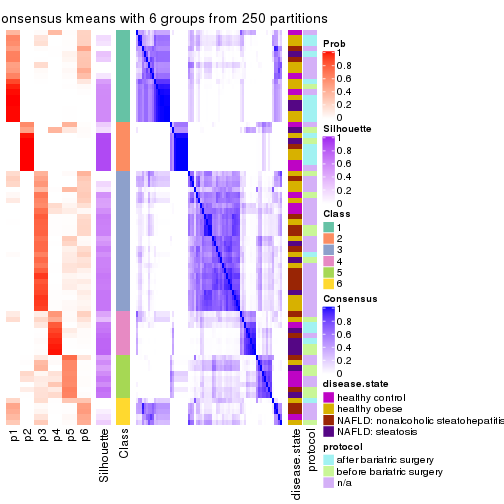 onsensus kmeans with 6 groups from 250 partitions
Prob
0.8
0.6
0.4
0.2
0
Silhouette
1
0.8
0.6
0.4
0.2
0
Class
1
2
3
4
5
6
Consensus
1
0.8
0.6
0.4
0.2
0
disease.state
healthy control
healthy obese
NAFLD: nonalcoholic steatohepatitis
NAFLD: steatosis
protocol
after bariatric surgery
before bariatric surgery
n/a
p1
p2
p3
p4
p5
p6
Silhouette
Class
disease.state
protocol